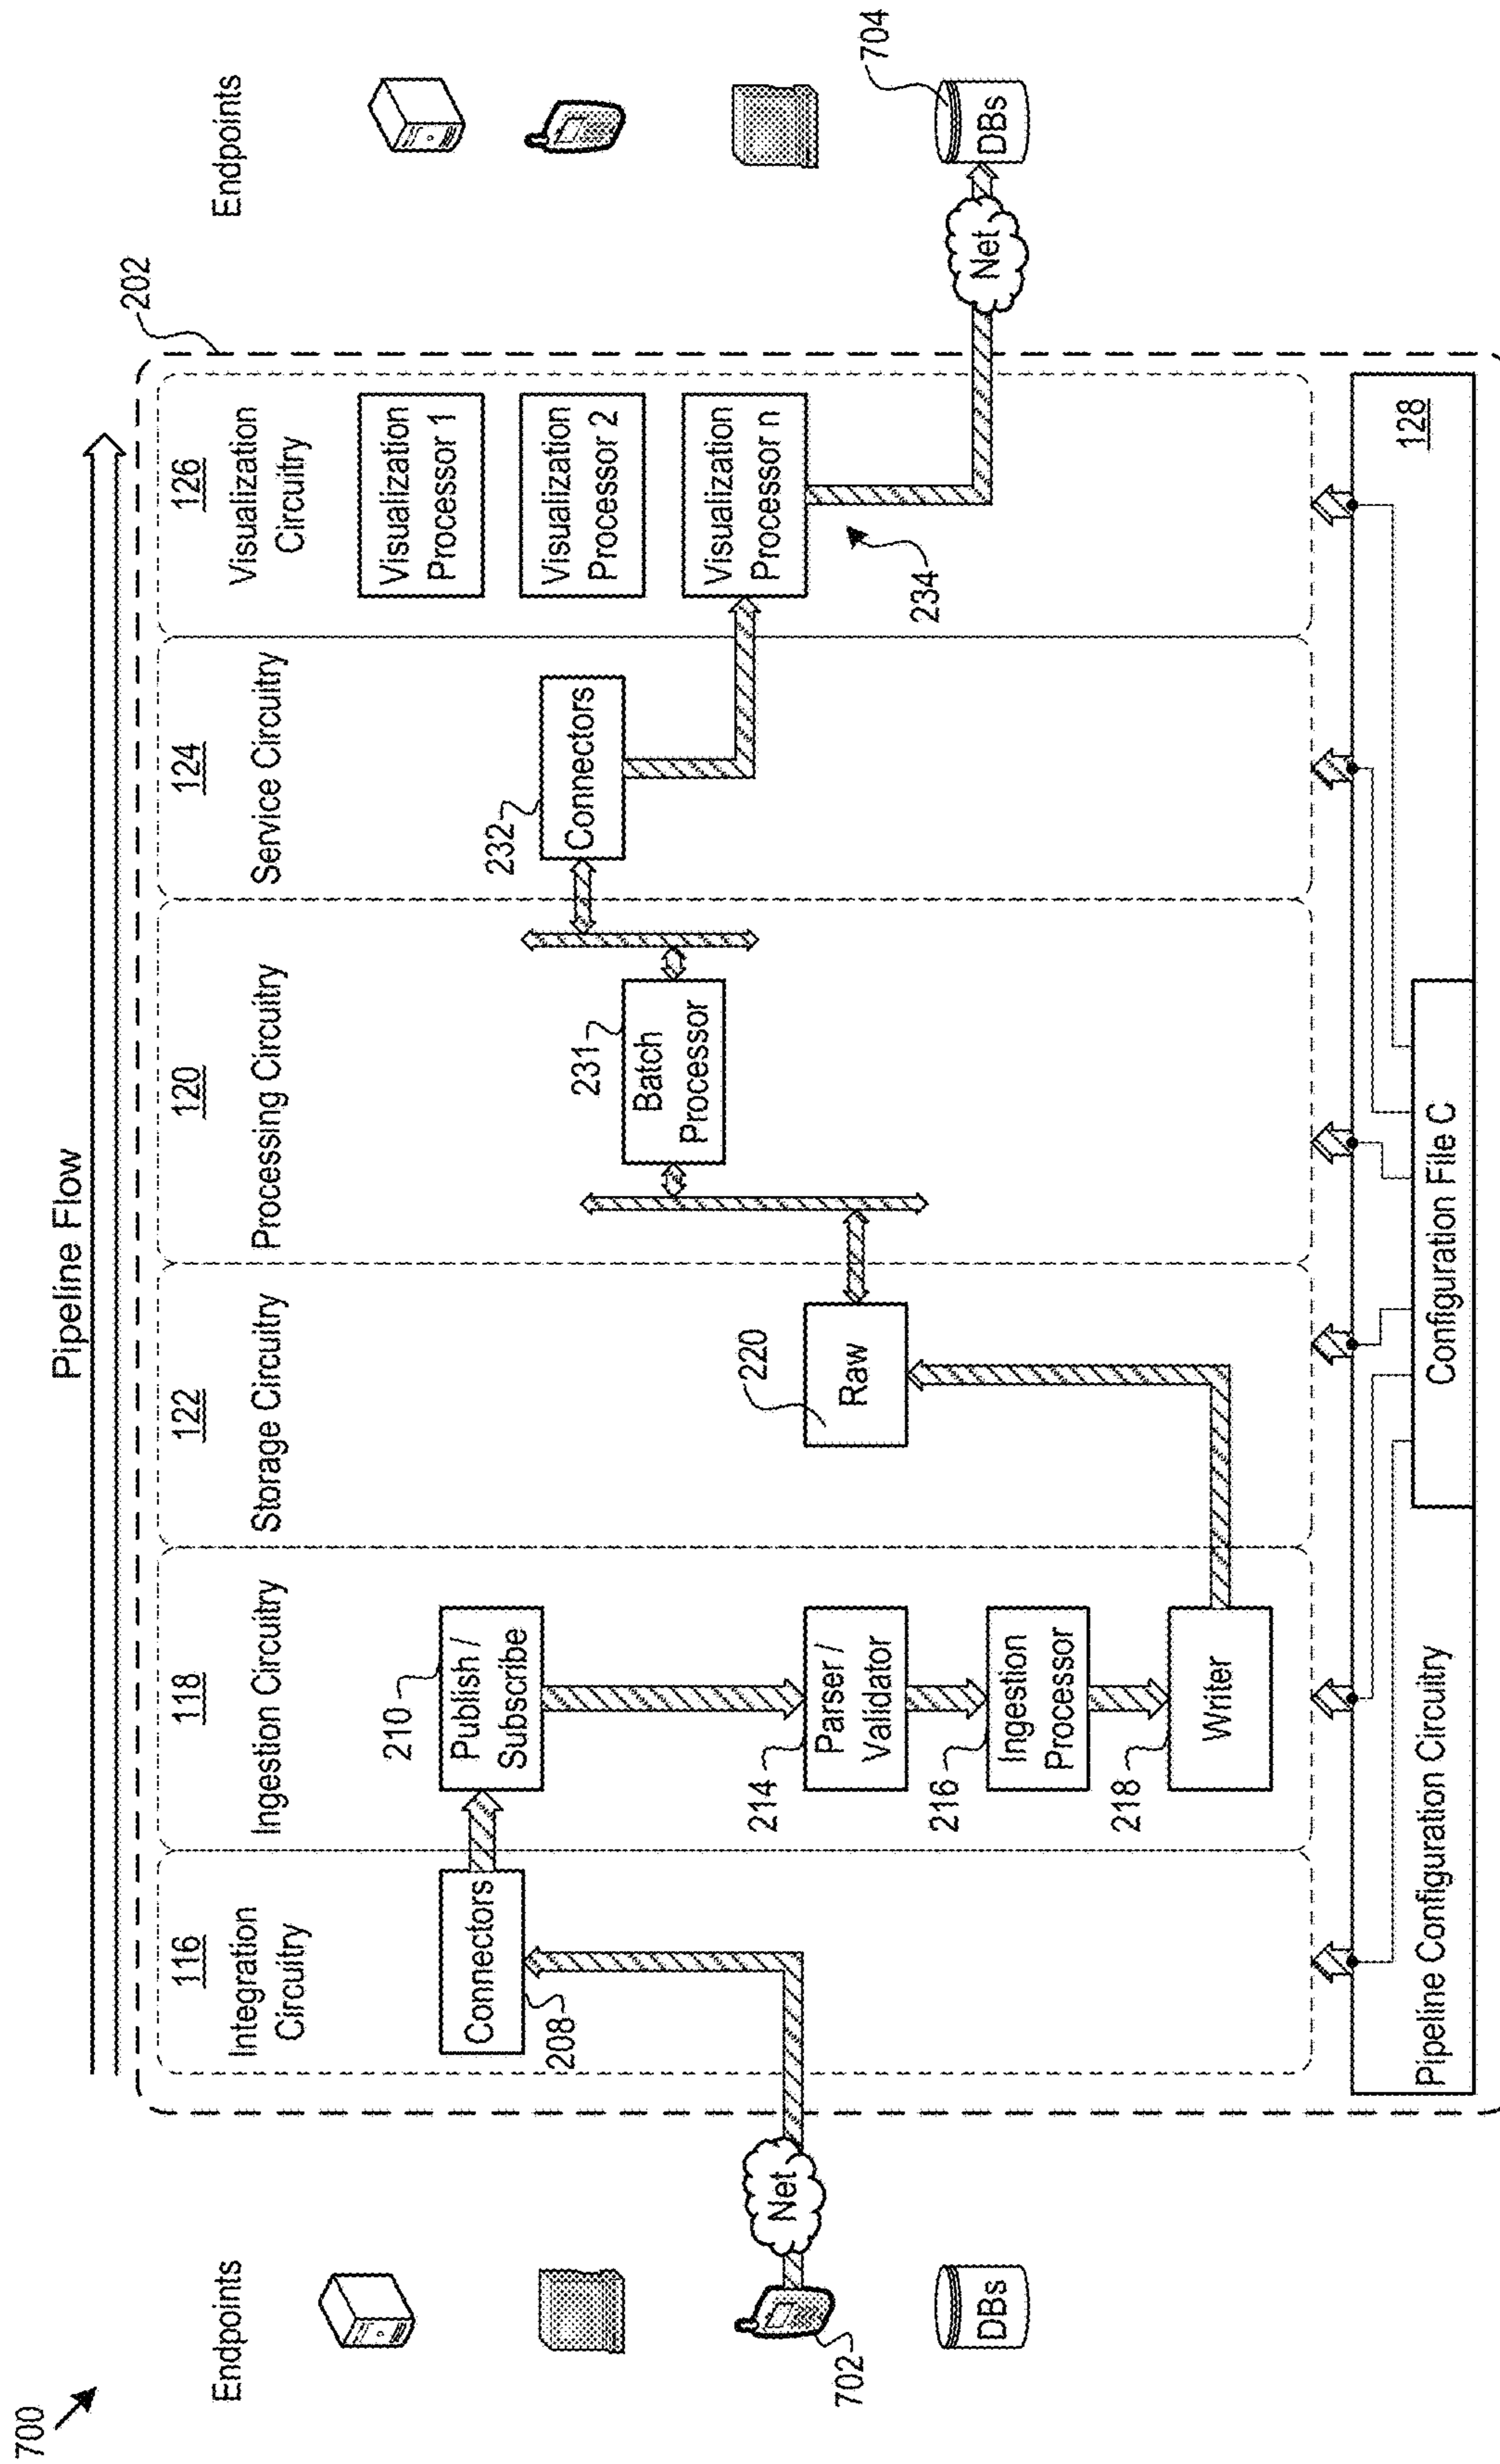 700
Pipeline Flow
202
Endpoints
Endpoints
116
Integration
Circuitry
118
Ingestion Circuitry
122
Storage Circuitry
120
Processing Circuitry
124
Service Circuitry
126
Visualization
Circuitry
702
DBs
Net
Connectors
208
210
Publish /
Subscribe
214
Parser /
Validator
216
Ingestion
Processor
218
Writer
220
Raw
231
Batch
Processor
232
Connectors
Visualization
Processor 1
Visualization
Processor 2
Visualization
Processor n
234
Net
704
DBs
Pipeline Configuration Circuitry
Configuration File C
128